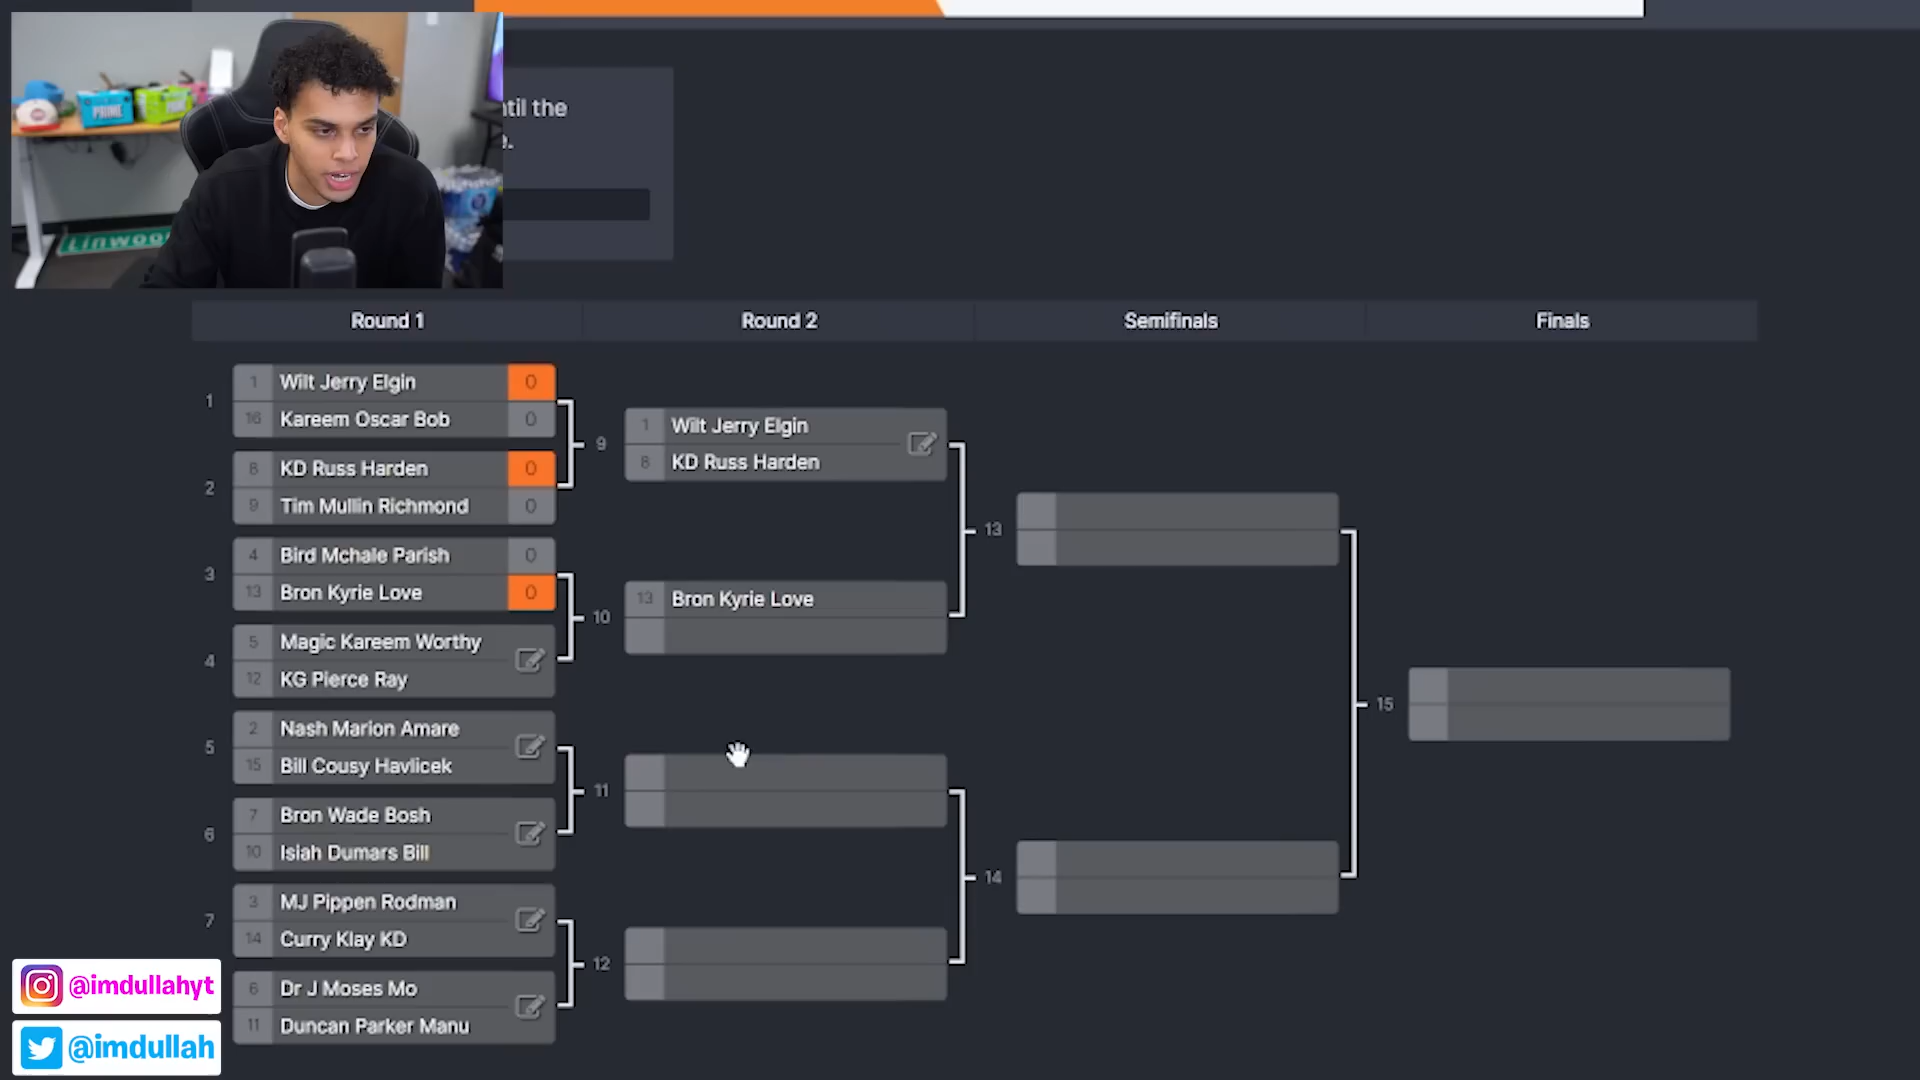 PRIME
Linwoo
til the
Round 1
Round 2
Semifinals
Finals
1
1 Wilt Jerry Elgin 0
16 Kareem Oscar Bob 0
2
8 KD Russ Harden 0
9 Tim Mullin Richmond 0
3
4 Bird Mchale Parish 0
13 Bron Kyrie Love 0
4
5 Magic Kareem Worthy
12 KG Pierce Ray
5
2 Nash Marion Amare
15 Bill Cousy Havlicek
6
7 Bron Wade Bosh
10 Isiah Dumars Bill
7
3 MJ Pippen Rodman
14 Curry Klay KD
6 Dr J Moses Mo
11 Duncan Parker Manu
9
1 Wilt Jerry Elgin
8 KD Russ Harden
10
13 Bron Kyrie Love
11
12
13
14
15
@imdullahyt
@imdullah